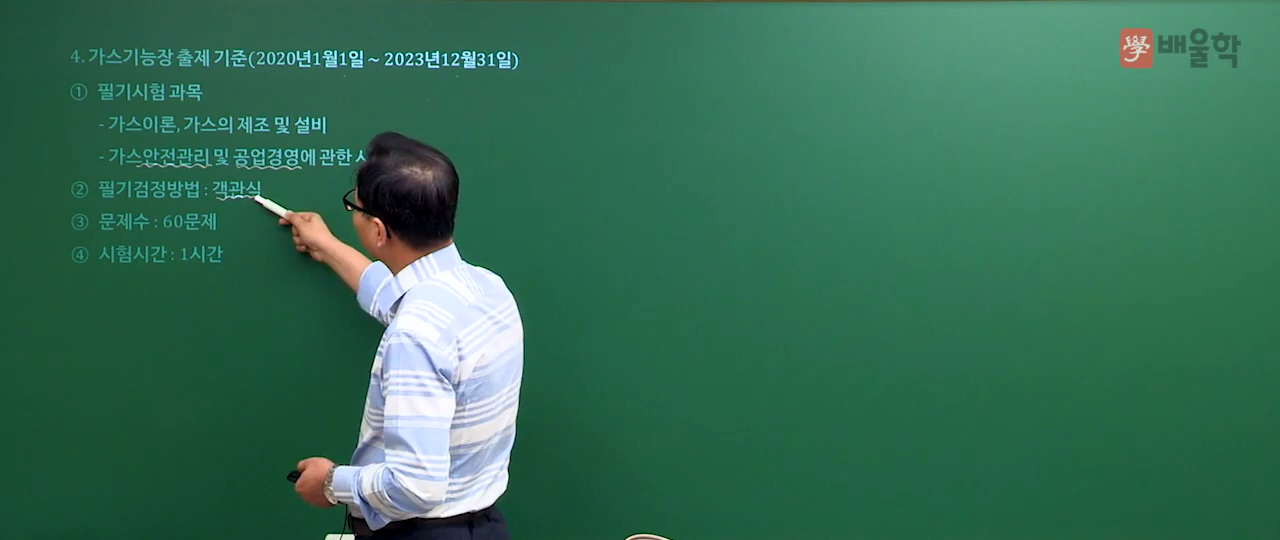 4. 가스기능장 출제 기준(2020년1월1일 ~ 2023년12월31일)
① 필기시험 과목
- 가스이론, 가스의 제조 및 설비
- 가스안전관리 및 공업경영에 관한
② 필기검정방법 : 객관식
③ 문제수 : 60문제
④ 시험시간 : 1시간
學 배울학